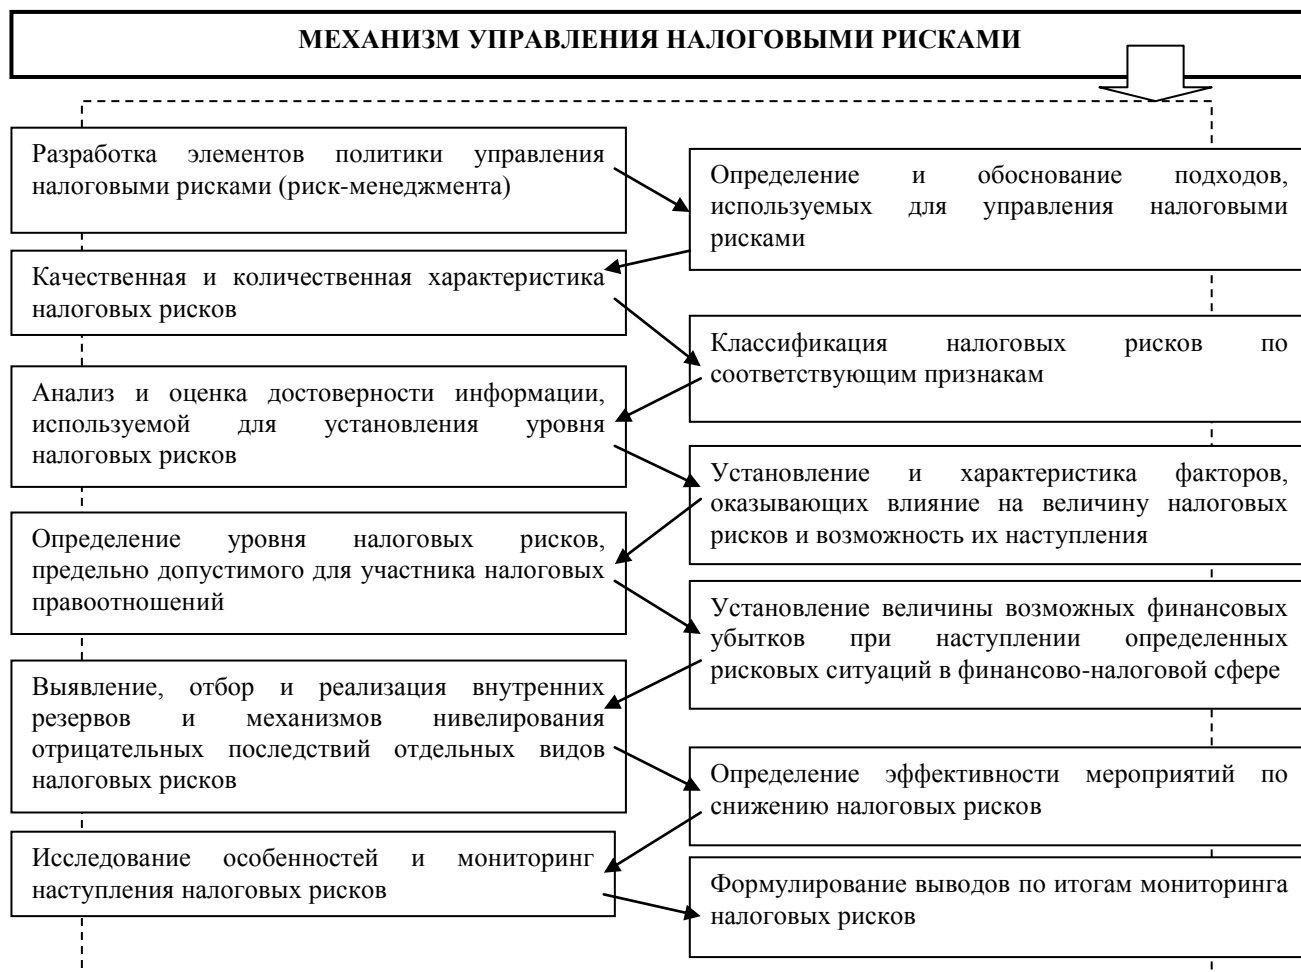 МЕХАНИЗМ УПРАВЛЕНИЯ НАЛОГОВЫМИ РИСКАМИ
Разработка элементов политики управления
налоговыми рисками (риск-менеджмента)
Определение и обоснование подходов,
используемых для управления налоговыми
рисками
Качественная и количественная характеристика
налоговых рисков
Классификация налоговых рисков по
соответствующим признакам
Анализ и оценка достоверности информации,
используемой для установления уровня
налоговых рисков
Установление и характеристика факторов,
оказывающих влияние на величину налоговых
рисков и возможность их наступления
Определение уровня налоговых рисков,
предельно допустимого для участника налоговых
правоотношений
Установление величины возможных финансовых
убытков при наступлении определенных
рисковых ситуаций в финансово-налоговой сфере
Выявление, отбор и реализация внутренних
резервов и механизмов нивелирования
отрицательных последствий отдельных видов
налоговых рисков
Определение эффективности мероприятий по
снижению налоговых рисков
Исследование особенностей и мониторинг
наступления налоговых рисков
Формулирование выводов по итогам мониторинга
налоговых рисков